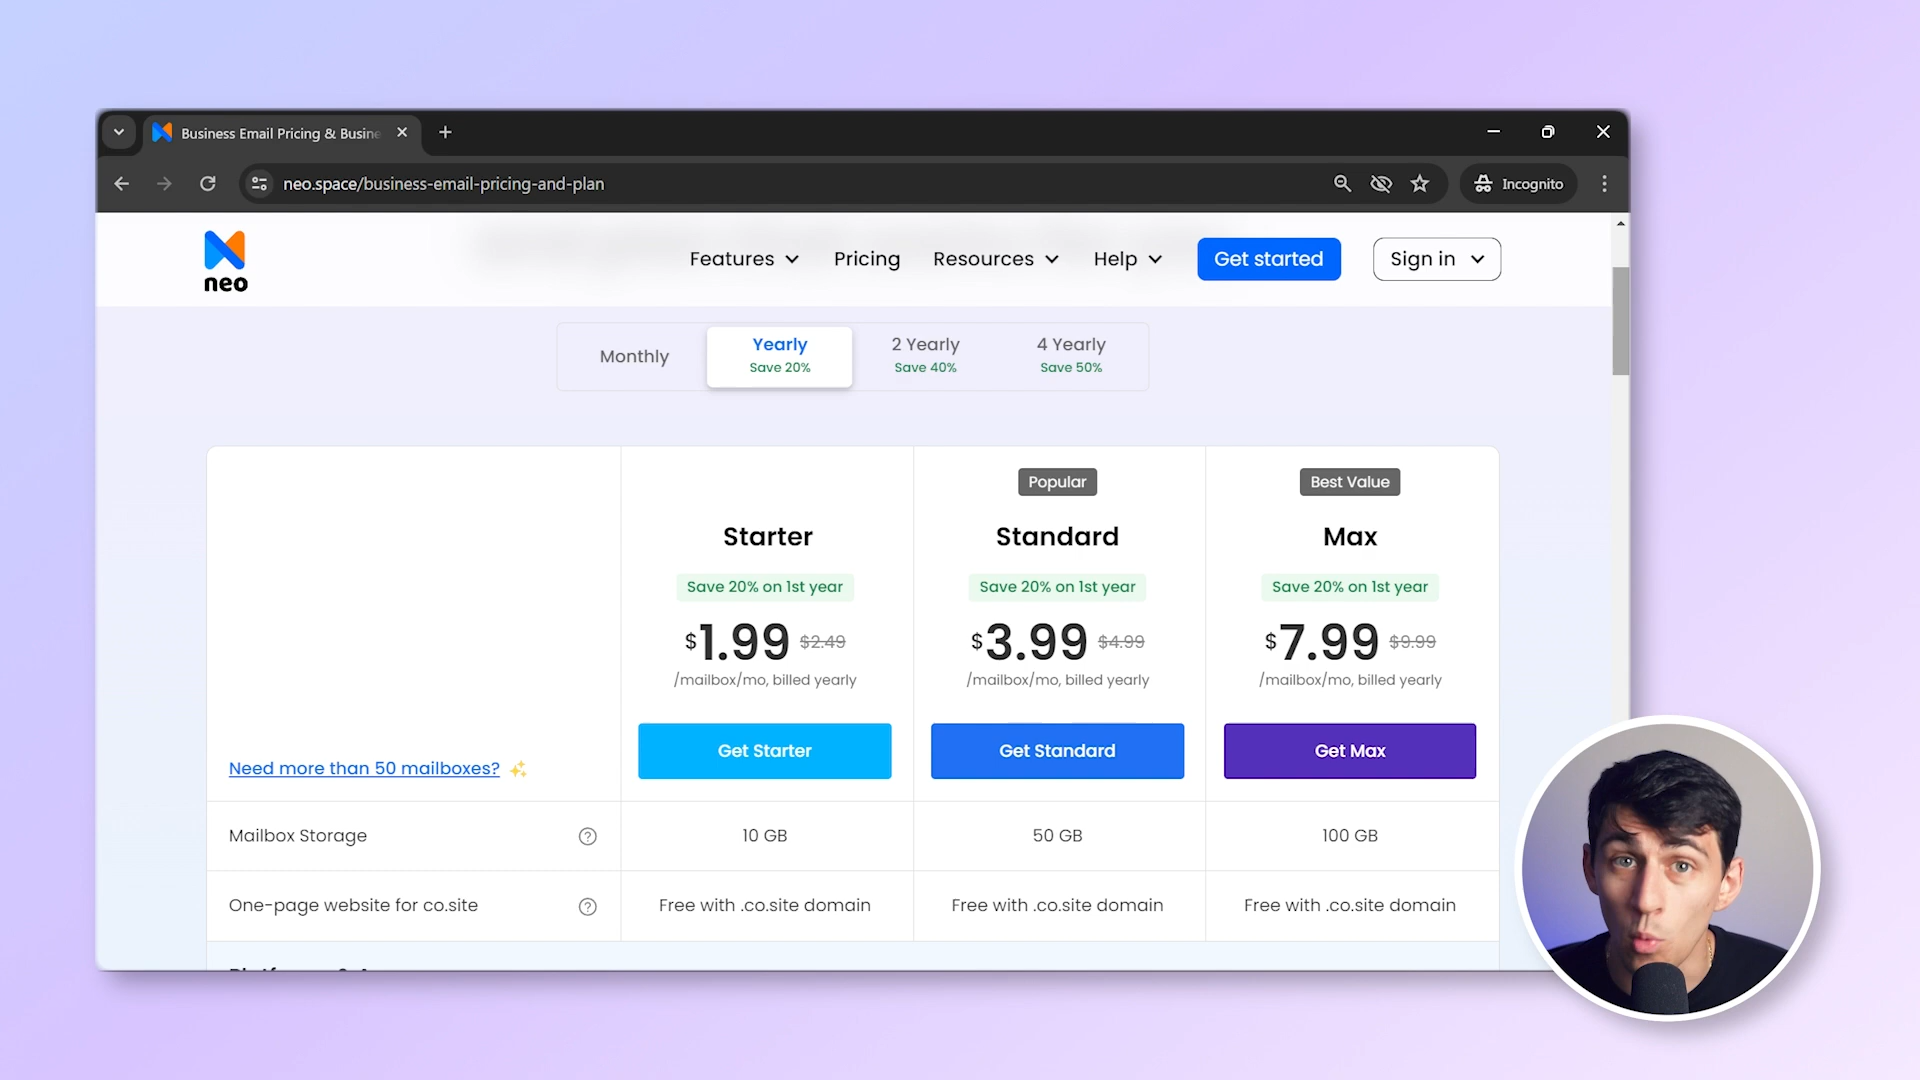 Business Email Pricing & Busine
neo.space/business-email-pricing-and-plan
Incognito
neo
Features
Pricing
Resources
Help
Get started
Sign in
Monthly
Yearly
Save 20%
2 Yearly
Save 40%
4 Yearly
Save 50%
Popular
Best Value
Starter
Standard
Max
Save 20% on 1st year
Save 20% on 1st year
Save 20% on 1st year
$1.99 $2.49
$3.99 $4.99
$7.99 $9.99
/mailbox/mo, billed yearly
/mailbox/mo, billed yearly
/mailbox/mo, billed yearly
Get Starter
Get Standard
Get Max
Need more than 50 mailboxes?
Mailbox Storage
10 GB
50 GB
100 GB
One-page website for co.site
Free with .co.site domain
Free with .co.site domain
Free with .co.site domain